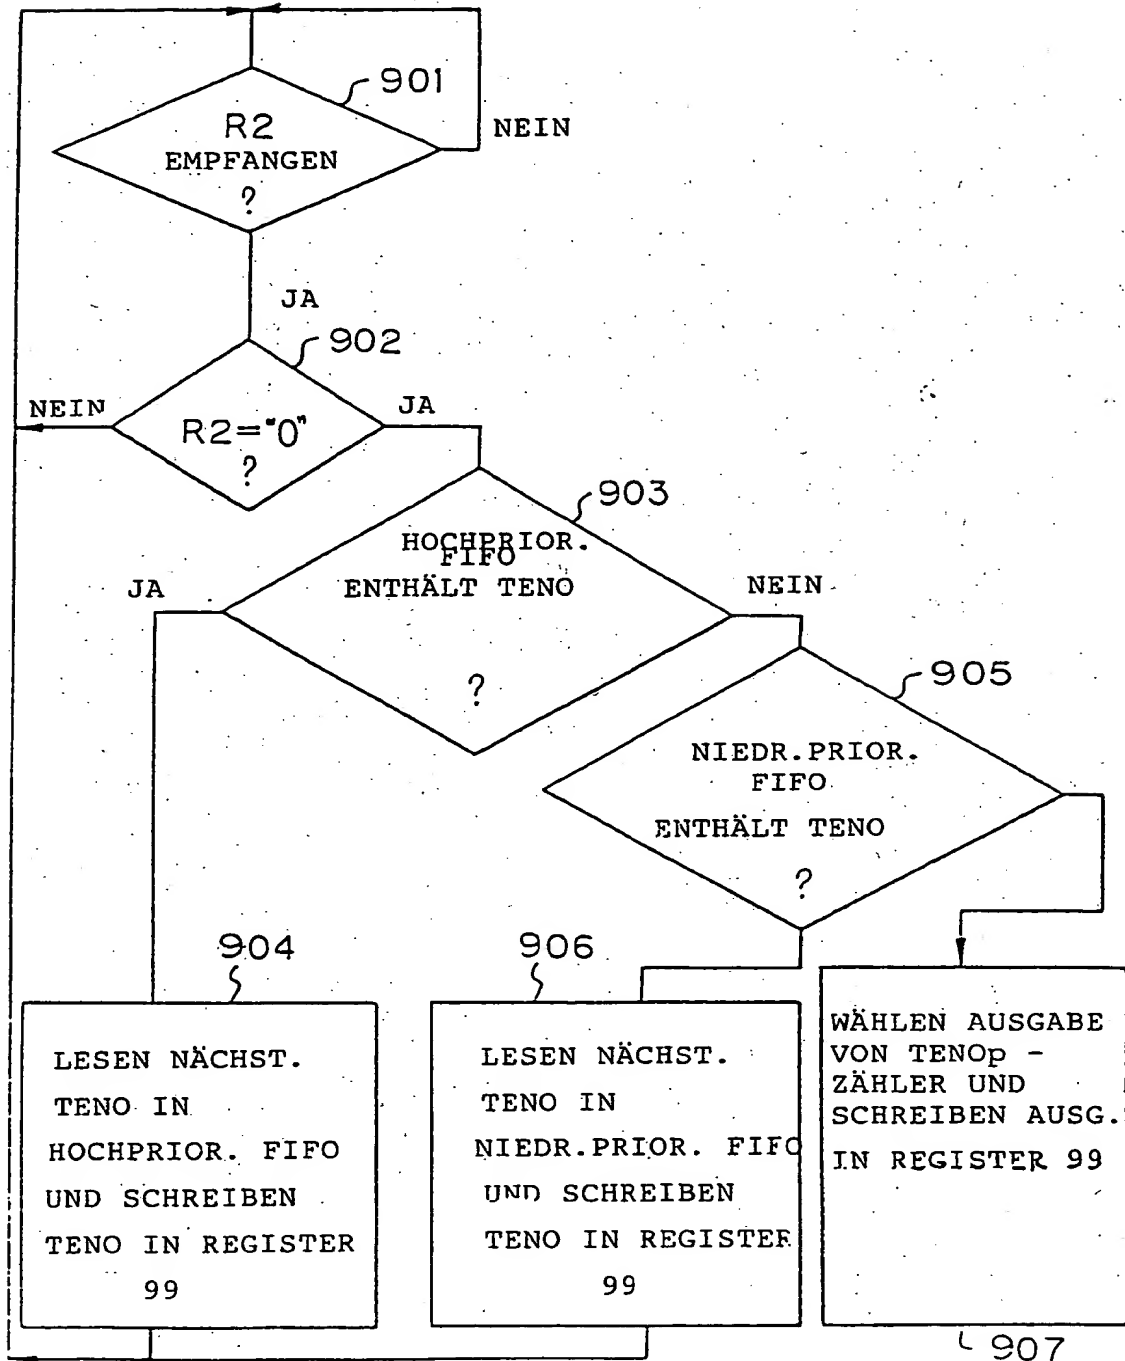 901
R2
EMPFANGEN
?
NEIN
JA
902
NEIN
JA
R2="0"
?
903
HOCHPRIOR.
FIFO
ENTHÄLT TENO
?
JA
NEIN
905
NIEDR.PRIOR.
FIFO
ENTHÄLT TENO
?
904
LESEN NÄCHST.
TENO IN
HOCHPRIOR. FIFO
UND SCHREIBEN
TENO IN REGISTER
99
906
LESEN NÄCHST.
TENO IN
NIEDR.PRIOR. FIFO
UND SCHREIBEN
TENO IN REGISTER
99
WÄHLEN AUSGABE
VON TENOp -
ZÄHLER UND
SCHREIBEN AUSG.
IN REGISTER 99
907